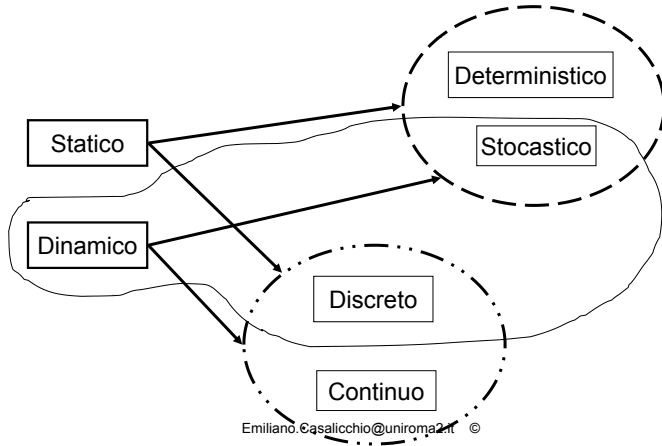 Deterministico
Statico
Stocastico
Dinamico
Discreto
Continuo
Emiliano.Casalicchio@uniroma2.it ©